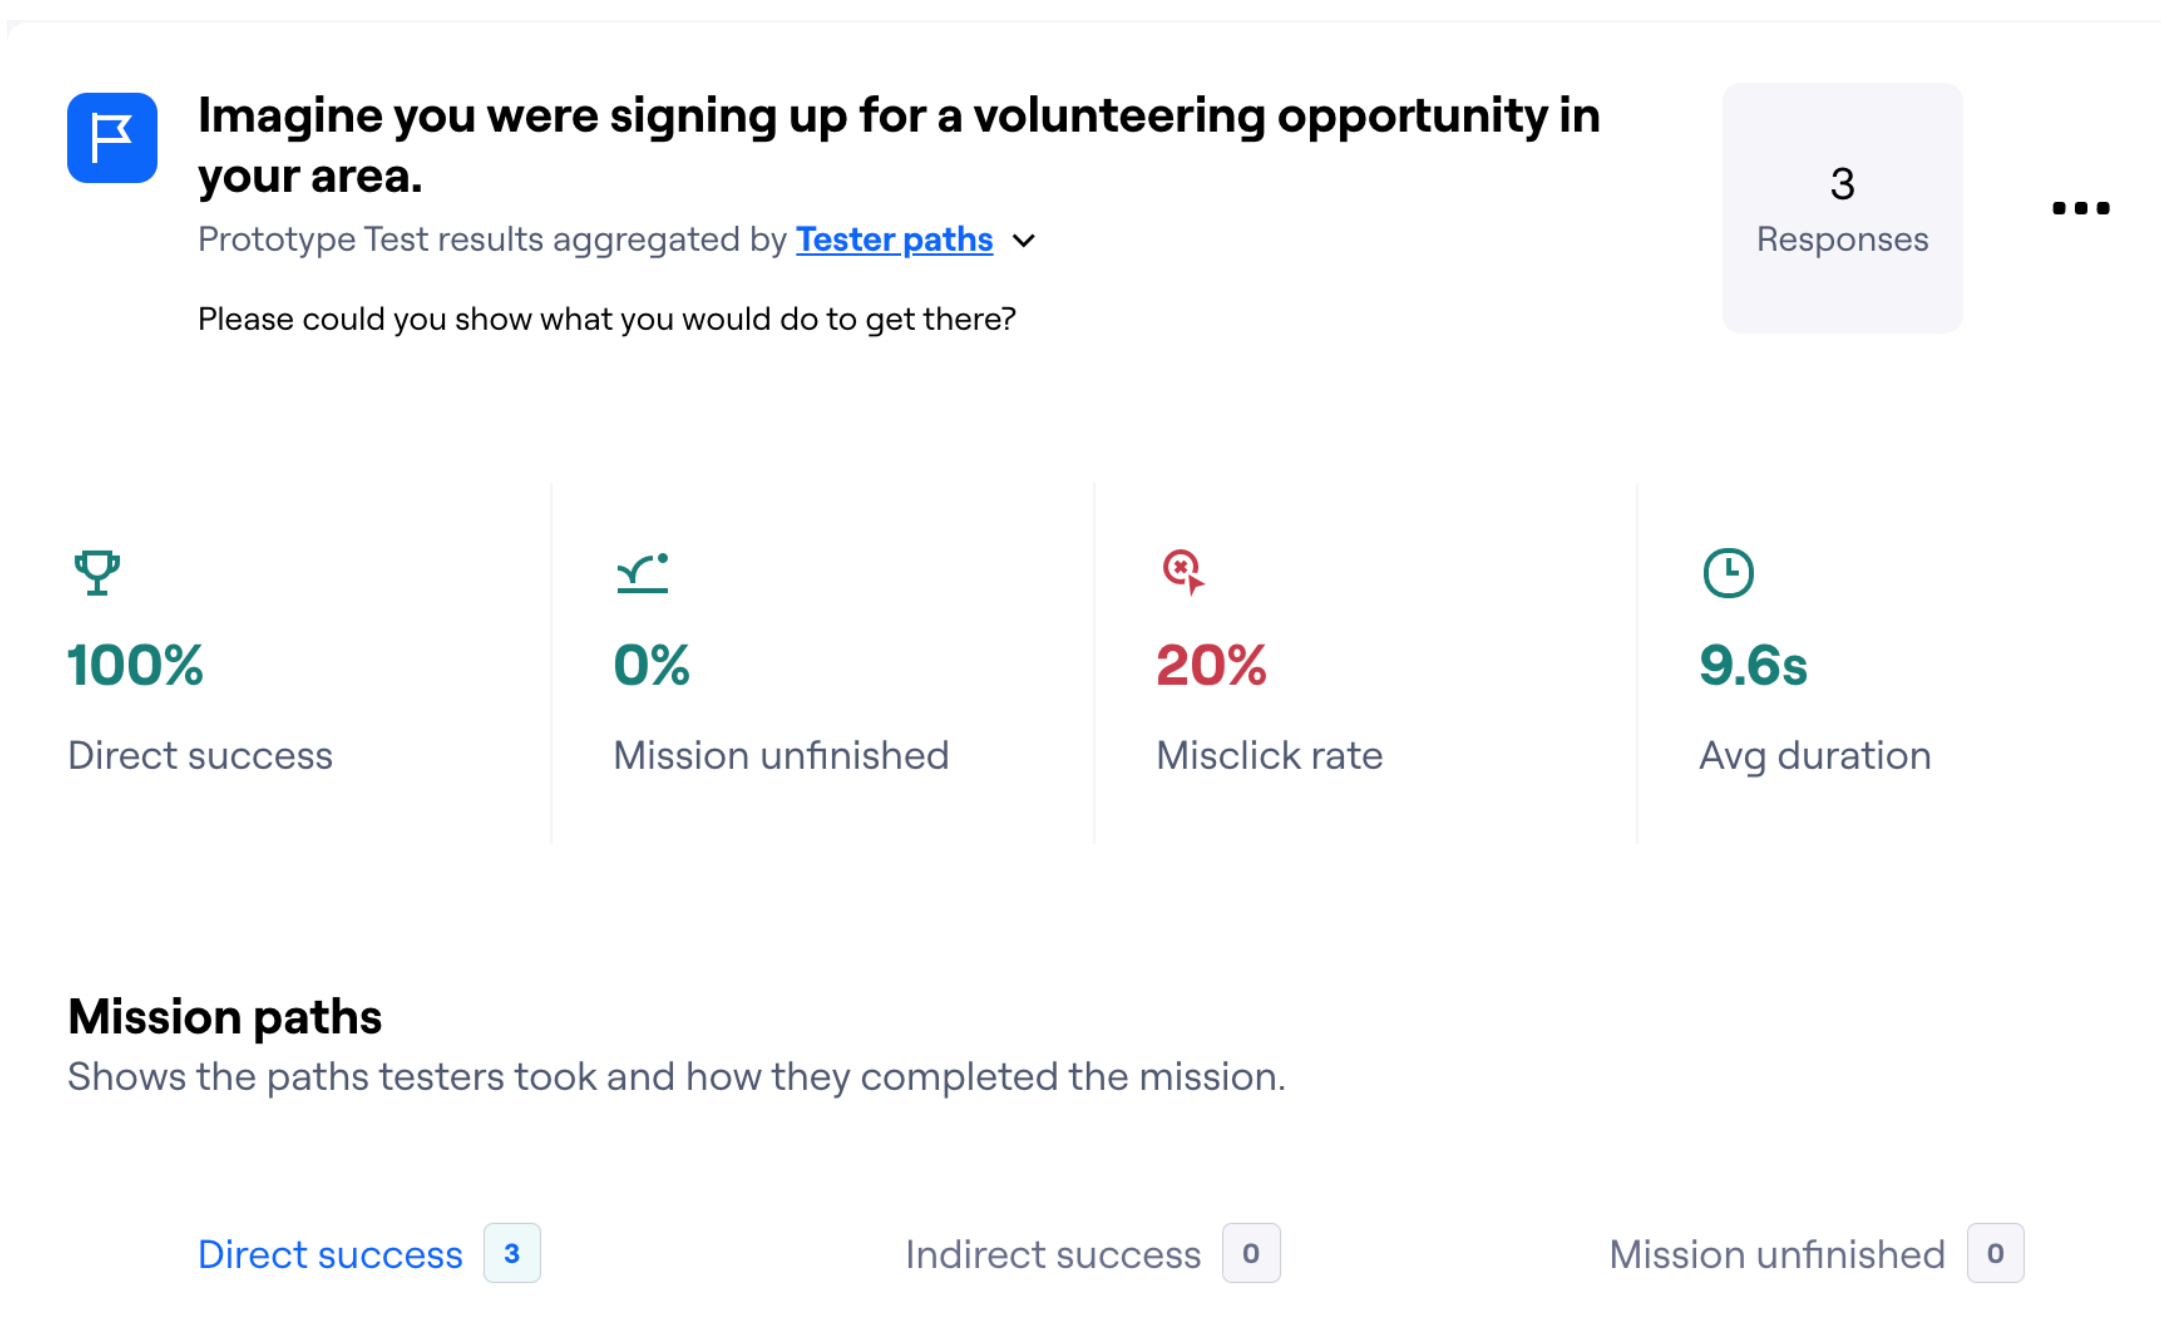 Imagine you were signing up for a volunteering opportunity in
your area.
Prototype Test results aggregated by Tester paths
Please could you show what you would do to get there?
3
Responses
100%
Direct success
0%
Mission unfinished
20%
Misclick rate
9.6s
Avg duration
Mission paths
Shows the paths testers took and how they completed the mission.
Direct success 3
Indirect success 0
Mission unfinished 0